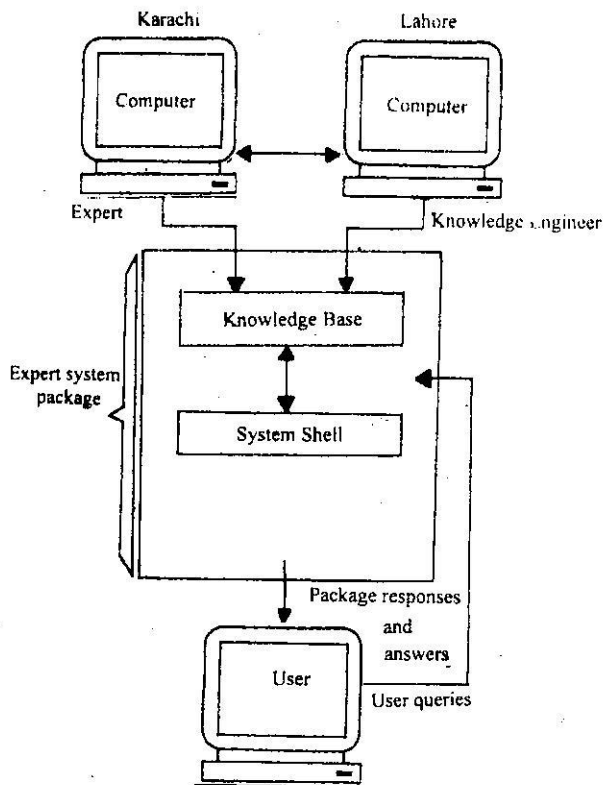 Karachi
Lahore
Computer
Computer
Expert
Knowledge Engineer
Knowledge Base
Expert system
package
System Shell
Package responses
and
answers
User
User queries